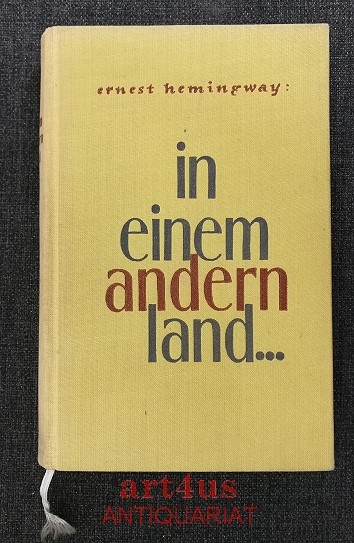 ernest hemingway:
in
einem
andern
land...
art4us
ANTIQUARIAT